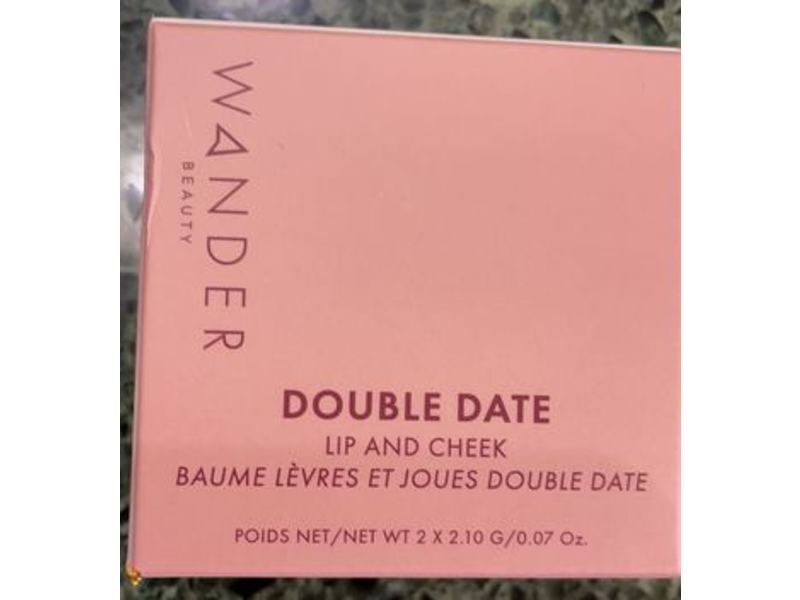 WANDER
BEAUTY
DOUBLE DATE
LIP AND CHEEK
BAUME LÈVRES ET JOUES DOUBLE DATE
POIDS NET/NET WT 2 X 2.10 G/0.07 Oz.